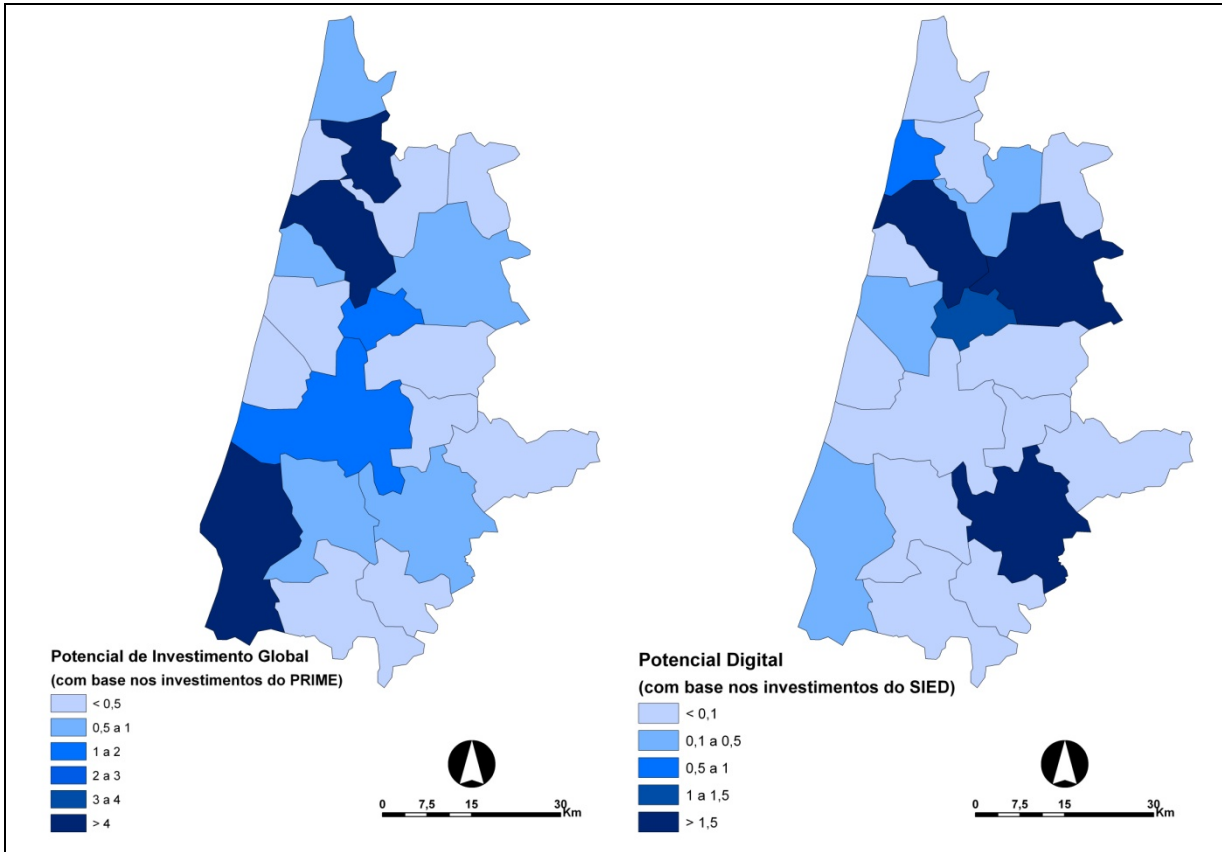 Potencial de Investimento Global
(com base nos investimentos do PRIME)
< 0,5
0,5 a 1
1 a 2
2 a 3
3 a 4
> 4
0 7,5 15 30
Km
Potencial Digital
(com base nos investimentos do SIED)
< 0,1
0,1 a 0,5
0,5 a 1
1 a 1,5
> 1,5
0 7,5 15 30
Km